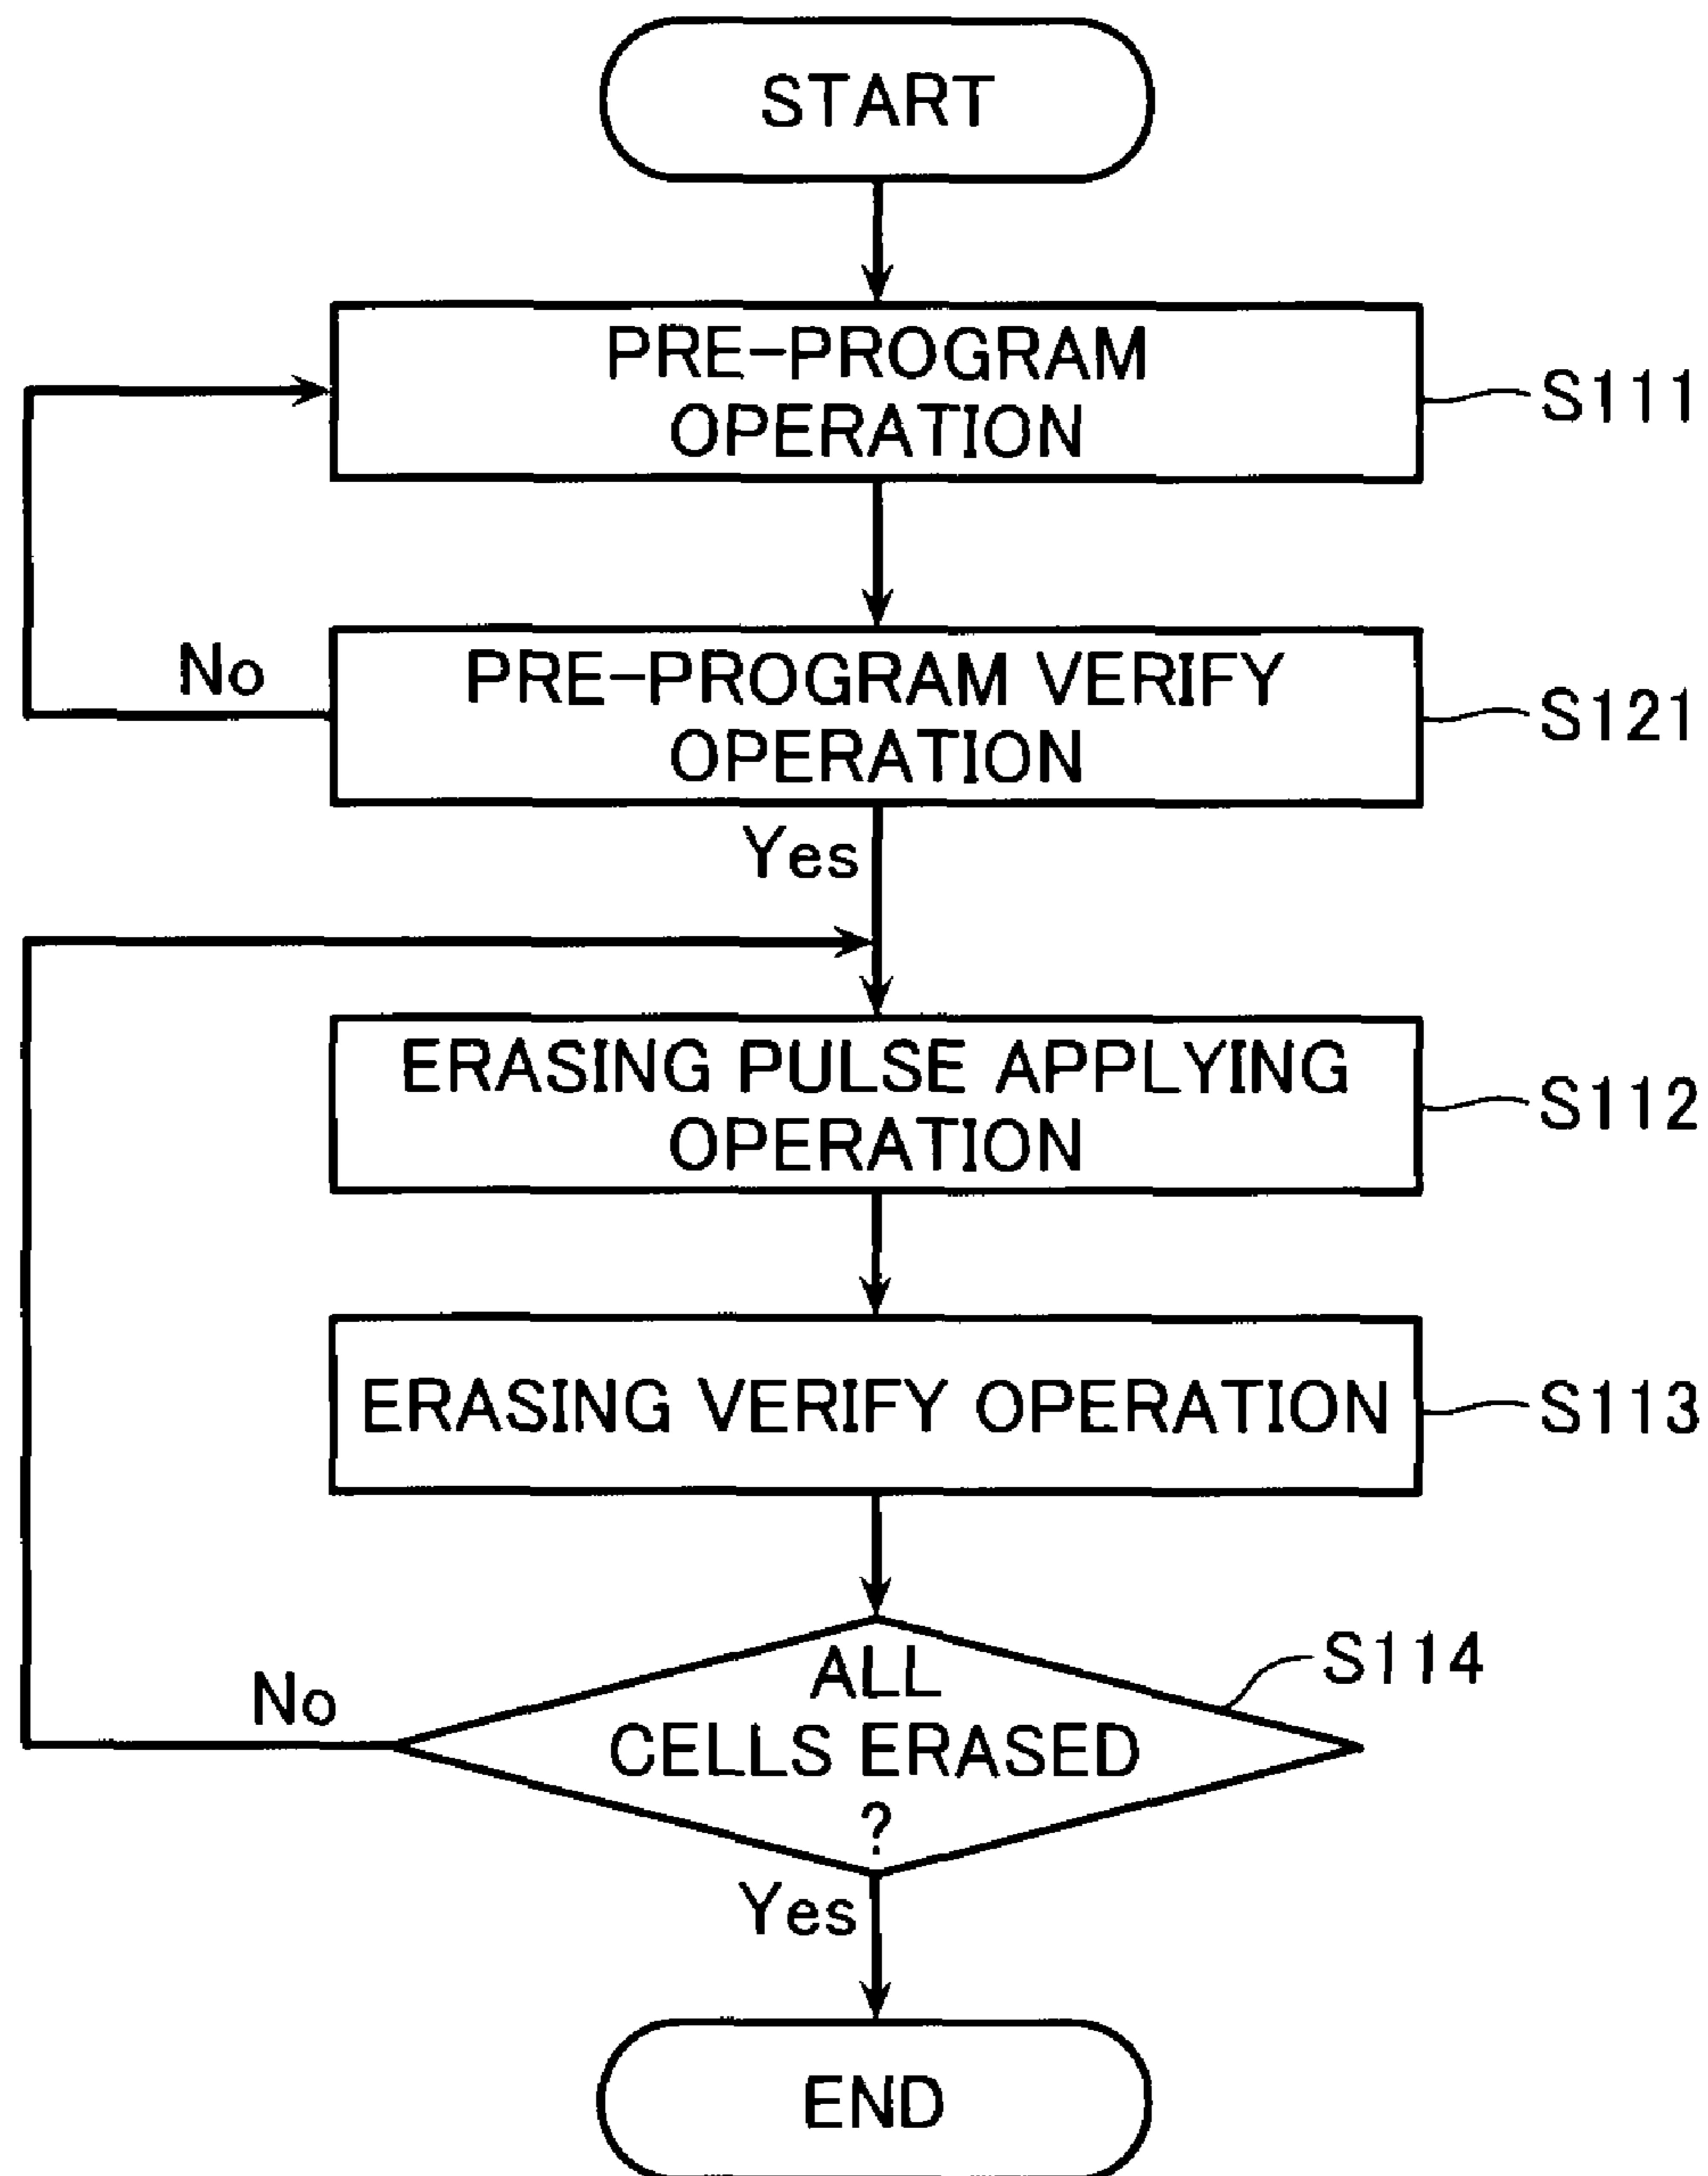 START
PRE-PROGRAM
OPERATION
S111
No
PRE-PROGRAM VERIFY
OPERATION
S121
Yes
ERASING PULSE APPLYING
OPERATION
S112
ERASING VERIFY OPERATION
S113
S114
No
ALL
CELLS ERASED
?
Yes
END